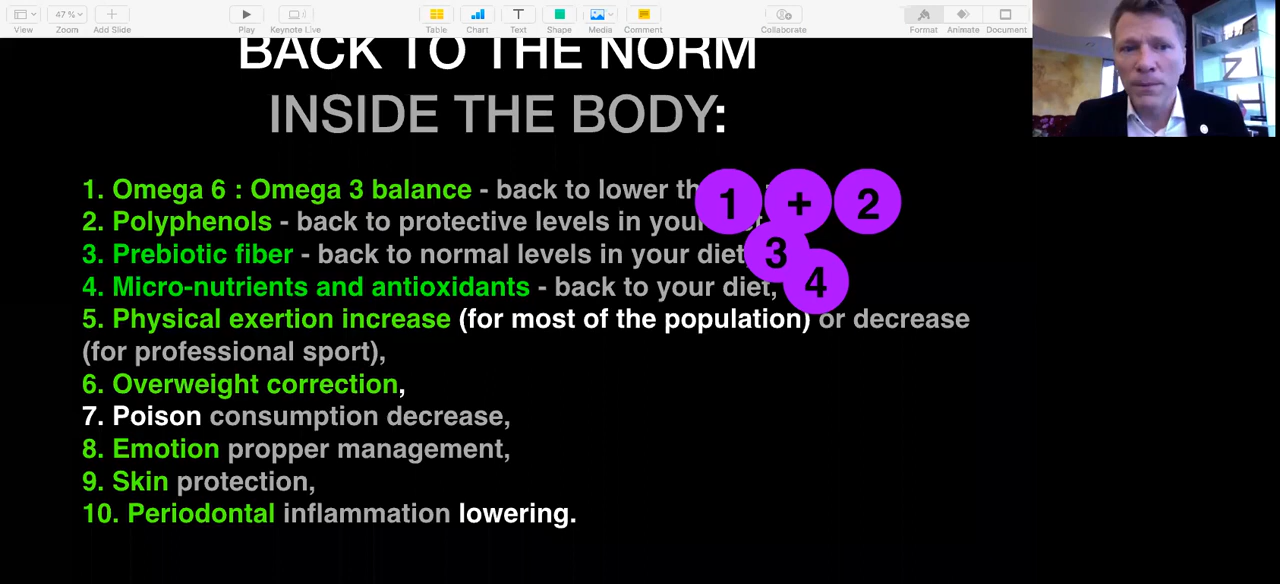 View
47 %
Zoom
Add Slide
Play
Keynote Live
Table
Chart
Text
Shape
Media
Comment
Collaborate
Format
Animate
Document
BACK TO THE NORM
INSIDE THE BODY:
1. Omega 6 : Omega 3 balance - back to lower
1 + 2
2. Polyphenols - back to protective levels in your
3. Prebiotic fiber - back to normal levels in your diet,
3
4. Micro-nutrients and antioxidants - back to your diet,
4
5. Physical exertion increase (for most of the population) or decrease
(for professional sport),
6. Overweight correction,
7. Poison consumption decrease,
8. Emotion propper management,
9. Skin protection,
10. Periodontal inflammation lowering.